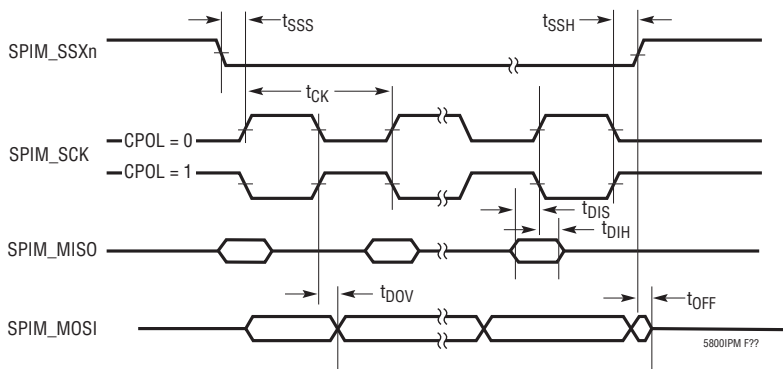 tSSS
tSSH
SPIM_SSXn
tCK
CPOL = 0
SPIM_SCK
CPOL = 1
tDIS
tDIH
SPIM_MISO
tDOV
tOFF
SPIM_MOSI
5800IPM F??